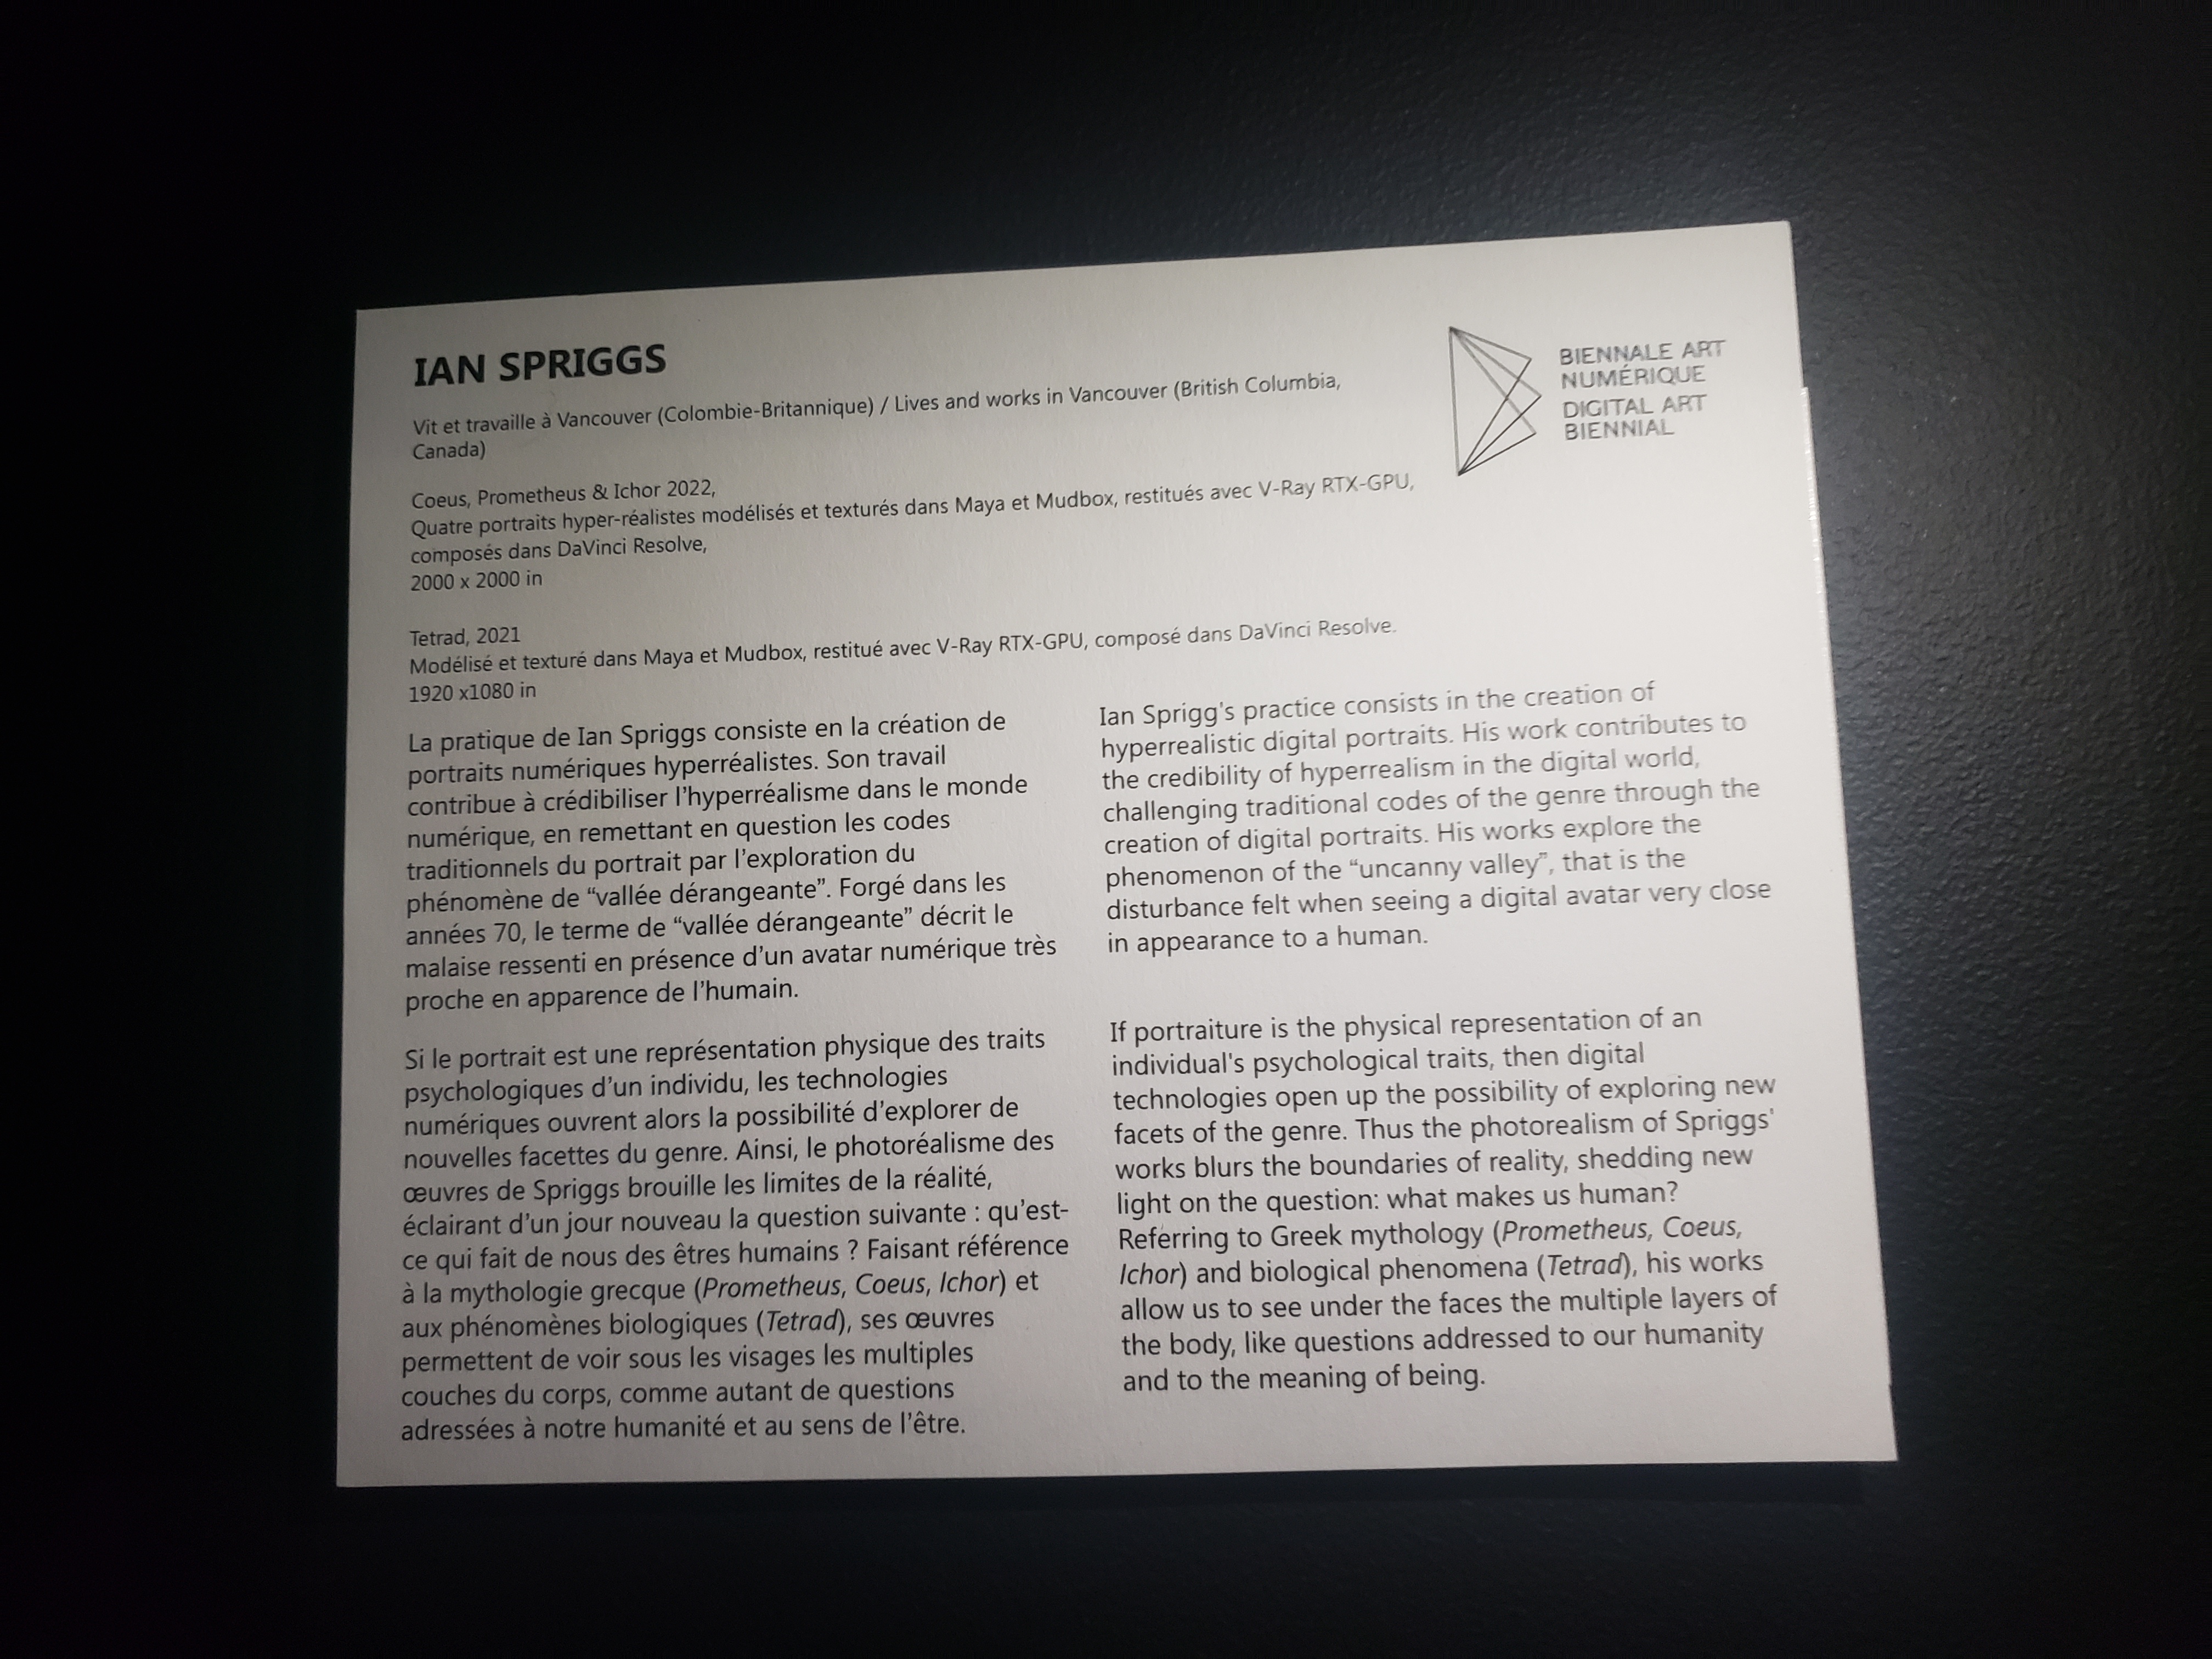 IAN SPRIGGS
Vit et travaille à Vancouver (Colombie-Britannique) / Lives and works in Vancouver (British Columbia,
Canada)
Coeus, Prometheus & Ichor 2022,
Quatre portraits hyper-réalistes modélisés et texturés dans Maya et Mudbox, restitués avec V-Ray RTX-GPU,
composés dans DaVinci Resolve,
2000 x 2000 in
Tetrad, 2021
Modélisé et texturé dans Maya et Mudbox, restitué avec V-Ray RTX-GPU, composé dans DaVinci Resolve.
1920 x1080 in
BIENNALE ART
NUMÉRIQUE
DIGITAL ART
BIENNIAL
La pratique de Ian Spriggs consiste en la création de
portraits numériques hyperréalistes. Son travail
contribue à crédibiliser l'hyperréalisme dans le monde
numérique, en remettant en question les codes
traditionnels du portrait par l'exploration du
phénomène de “vallée dérangeante”. Forgé dans les
années 70, le terme de “vallée dérangeante” décrit le
malaise ressenti en présence d'un avatar numérique très
proche en apparence de l'humain.
Si le portrait est une représentation physique des traits
psychologiques d'un individu, les technologies
numériques ouvrent alors la possibilité d'explorer de
nouvelles facettes du genre. Ainsi, le photoréalisme des
œuvres de Spriggs brouille les limites de la réalité,
éclairant d'un jour nouveau la question suivante : qu'est-
ce qui fait de nous des êtres humains ? Faisant référence
à la mythologie grecque (Prometheus, Coeus, Ichor) et
aux phénomènes biologiques (Tetrad), ses œuvres
permettent de voir sous les visages les multiples
couches du corps, comme autant de questions
adressées à notre humanité et au sens de l'être.
Ian Sprigg's practice consists in the creation of
hyperrealistic digital portraits. His work contributes to
the credibility of hyperrealism in the digital world,
challenging traditional codes of the genre through the
creation of digital portraits. His works explore the
phenomenon of the “uncanny valley”, that is the
disturbance felt when seeing a digital avatar very close
in appearance to a human.
If portraiture is the physical representation of an
individual's psychological traits, then digital
technologies open up the possibility of exploring new
facets of the genre. Thus the photorealism of Spriggs'
works blurs the boundaries of reality, shedding new
light on the question: what makes us human?
Referring to Greek mythology (Prometheus, Coeus,
Ichor) and biological phenomena (Tetrad), his works
allow us to see under the faces the multiple layers of
the body, like questions addressed to our humanity
and to the meaning of being.